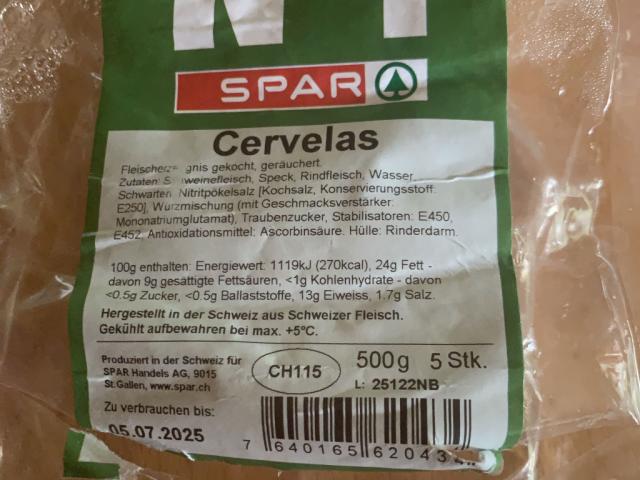 SPAR
Cervelas
gnis gekocht, geräuchert.
Zutaten: weinefleisch, Speck, Rindfleisch, Wasser,
Schwarten, Nitritpökelsalz [Kochsalz, Konservierungsstoff:
E250], Würzmischung (mit Geschmacksverstärker:
Mononatriumglutamat), Traubenzucker, Stabilisatoren: E450,
E452, Antioxidationsmittel: Ascorbinsäure. Hülle: Rinderdarm.
100g enthalten: Energiewert: 1119kJ (270kcal), 24g Fett -
davon 9g gesättigte Fettsäuren, <1g Kohlenhydrate - davon
<0.5g Zucker, <0.5g Ballaststoffe, 13g Eiweiss, 1.7g Salz.
Hergestellt in der Schweiz aus Schweizer Fleisch.
Gekühlt aufbewahren bei max. +5°C.
Produziert in der Schweiz für
SPAR Handels AG, 9015
St.Gallen, www.spar.ch
CH115
500g 5 Stk.
L: 25122NB
Zu verbrauchen bis:
05.07.2025
7 640165 62043